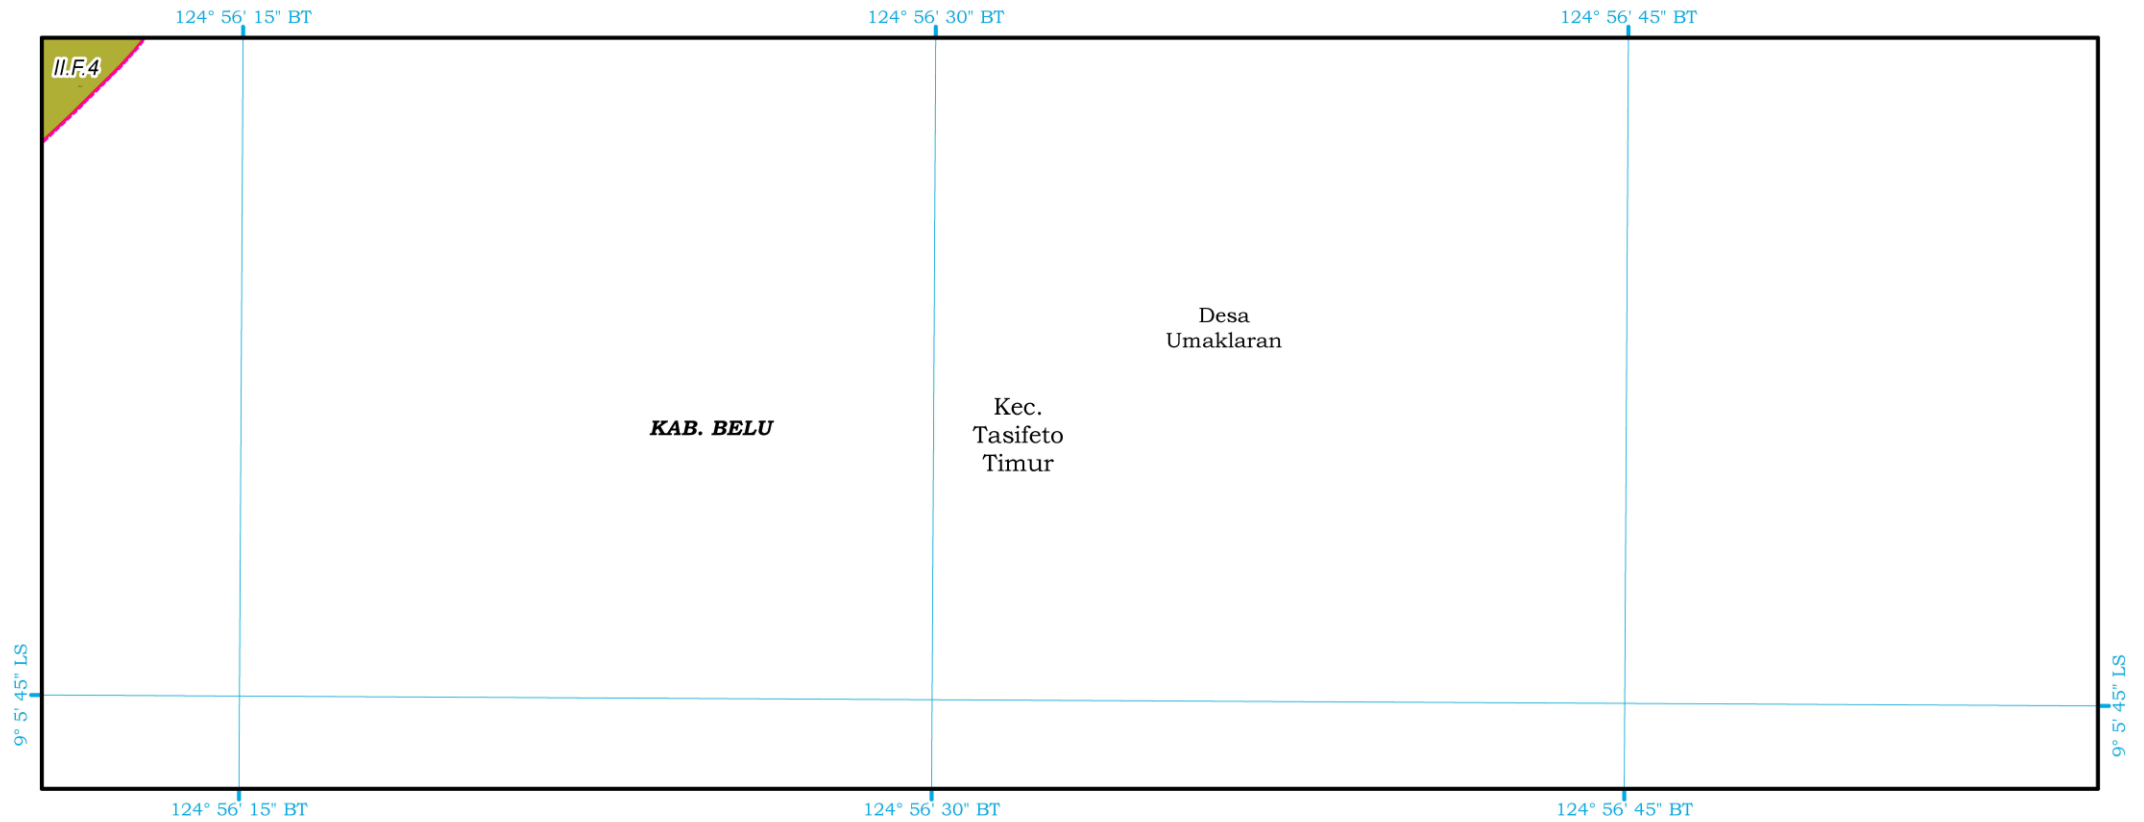 124° 56' 15" BT
124° 56' 30" BT
124° 56' 45" BT
II.F.4
Desa
Umaklaran
Kec.
Tasifeto
Timur
KAB. BELU
9° 5' 45" LS
9° 5' 45" LS
124° 56' 15" BT
124° 56' 30" BT
124° 56' 45" BT